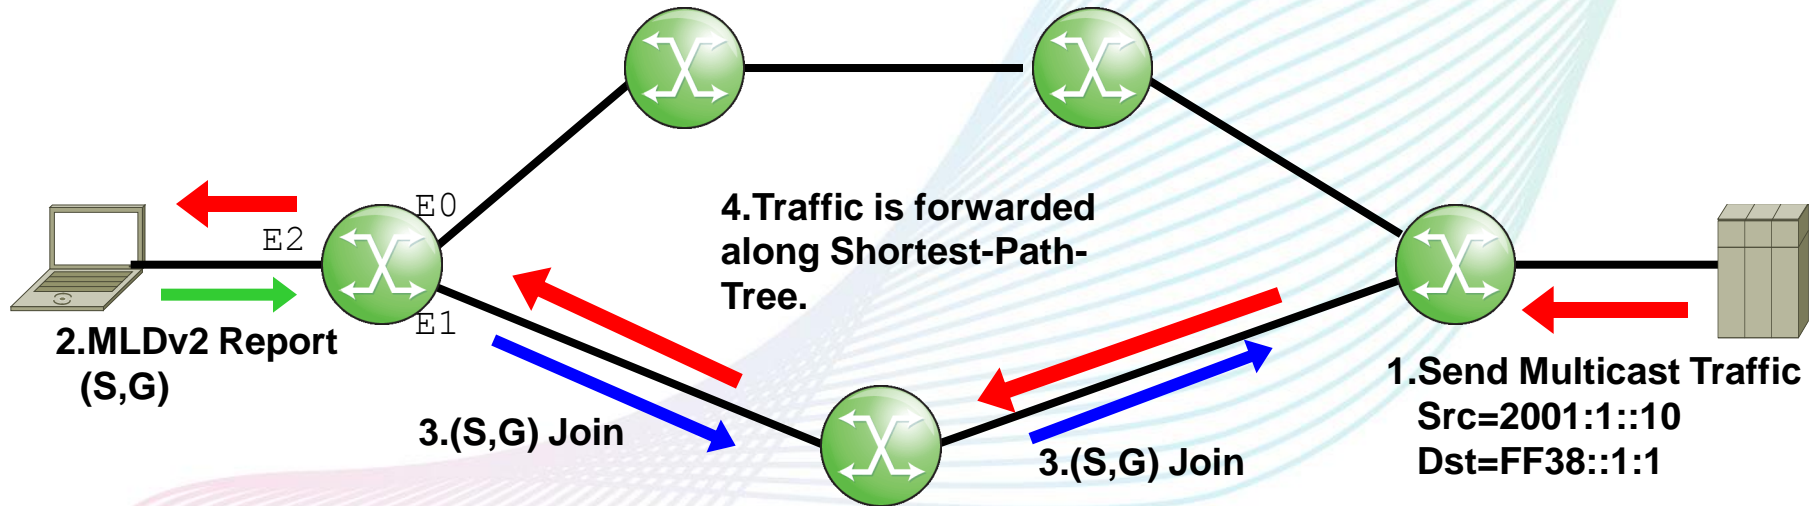 E0
4.Traffic is forwarded
along Shortest-Path-
Tree.
E2
E1
2.MLDv2 Report
(S,G)
3.(S,G) Join
3.(S,G) Join
1.Send Multicast Traffic
Src=2001:1::10
Dst=FF38::1:1